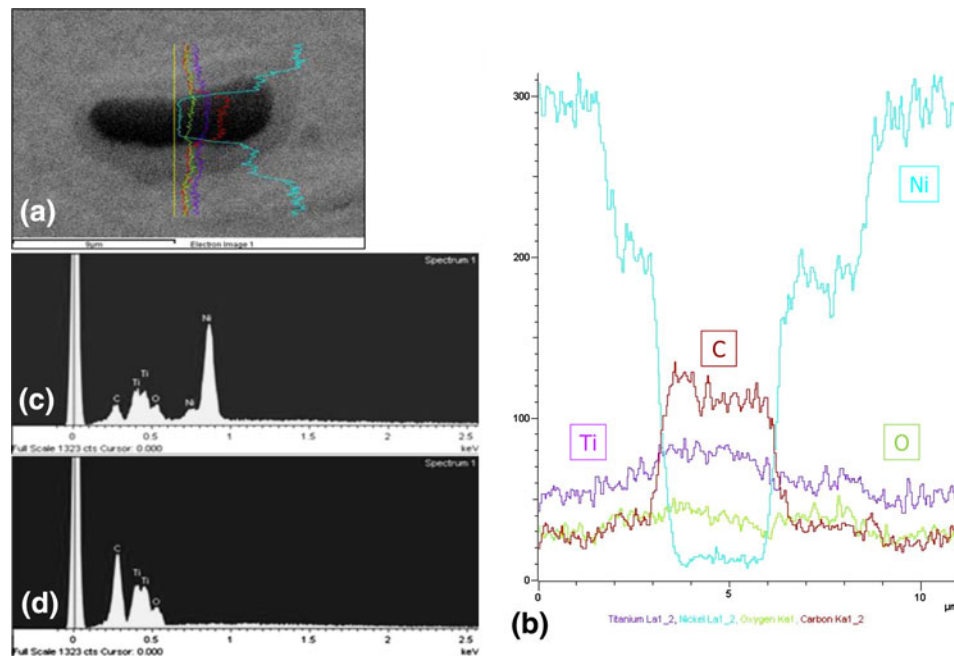 (a)
9µm
Electron Image 1
Spectrum 1
C
Ti
Ti
O
Ni
Ni
(c)
0
0.5
1
1.5
2
2.5
Full Scale 1323 cts Cursor: 0.000
keV
Spectrum 1
C
Ti
Ti
O
(d)
0
0.5
1
1.5
2
2.5
Full Scale 1323 cts Cursor: 0.000
keV
300
200
100
0
Ni
C
Ti
O
0
5
10
µm
(b)
Titanium La1_2, Nickel La1_2, Oxygen Ka1, Carbon Ka1_2